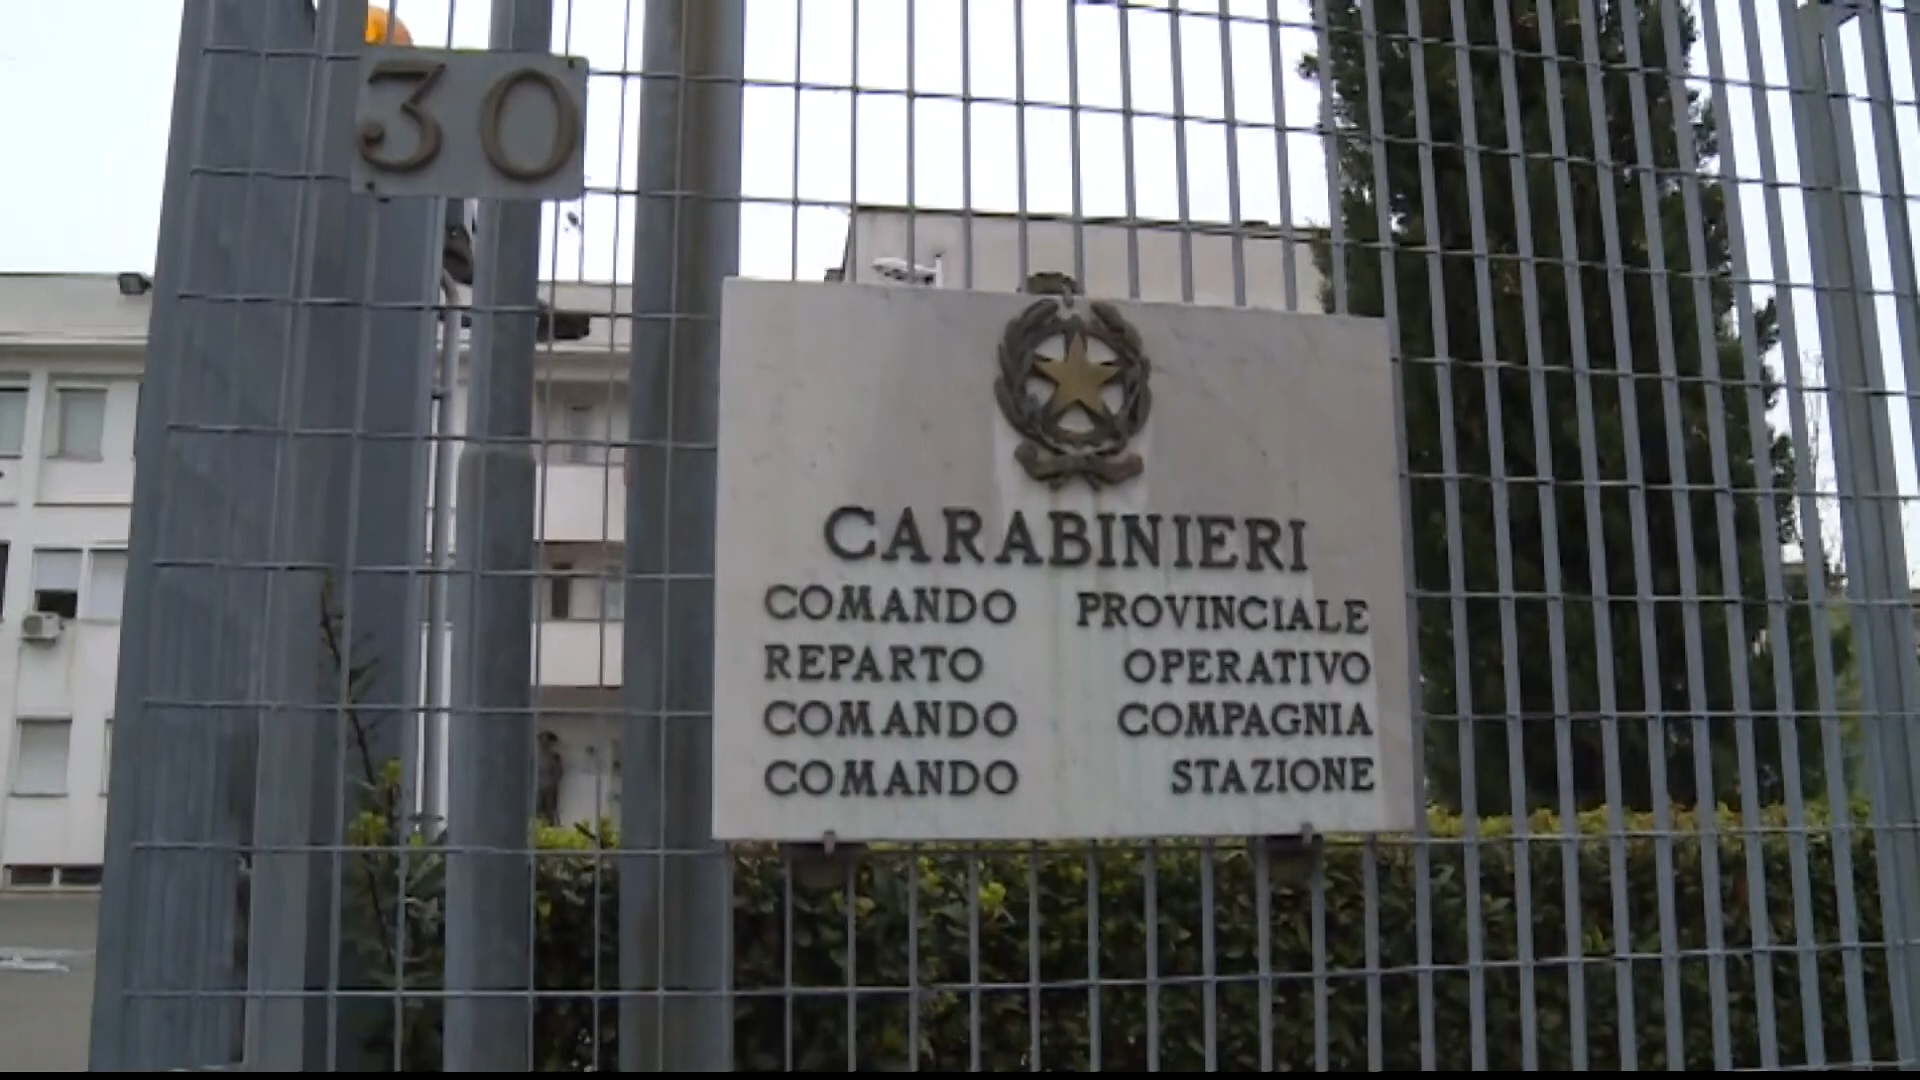 30
CARABINIERI
COMANDO PROVINCIALE
REPARTO OPERATIVO
COMANDO COMPAGNIA
COMANDO STAZIONE